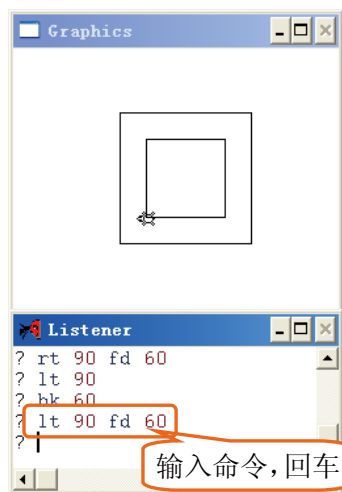 Graphics
Listener
? rt 90 fd 60
? lt 90
? bk 60
? lt 90 fd 60
?
输入命令,回车